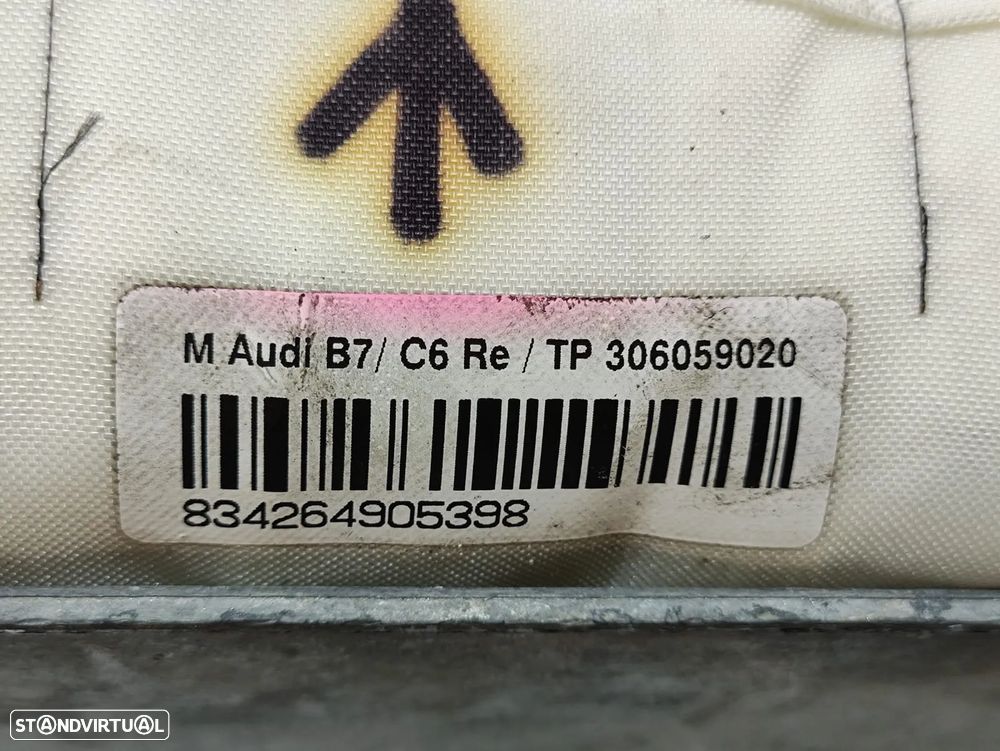 M Audi B7/ C6 Re / TP 306059020
834264905398
STANDVIRTUAL